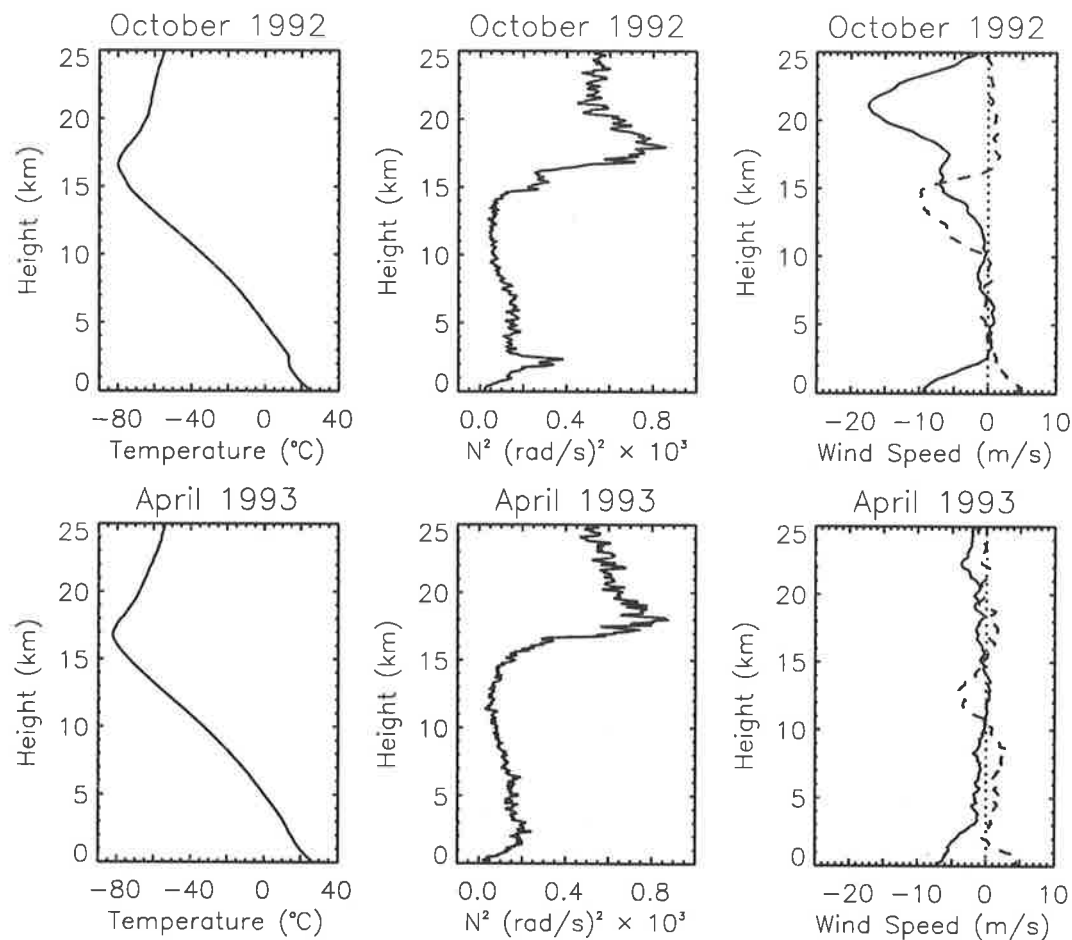 October 1992
October 1992
October 1992
25
20
15
10
5
0
Height (km)
−80 −40 0 40
Temperature (°C)
25
20
15
10
5
0
Height (km)
0.0 0.4 0.8
N² (rad/s)² × 10³
25
20
15
10
5
0
Height (km)
−20 −10 0 10
Wind Speed (m/s)
April 1993
April 1993
April 1993
25
20
15
10
5
0
Height (km)
−80 −40 0 40
Temperature (°C)
25
20
15
10
5
0
Height (km)
0.0 0.4 0.8
N² (rad/s)² × 10³
25
20
15
10
5
0
Height (km)
−20 −10 0 10
Wind Speed (m/s)